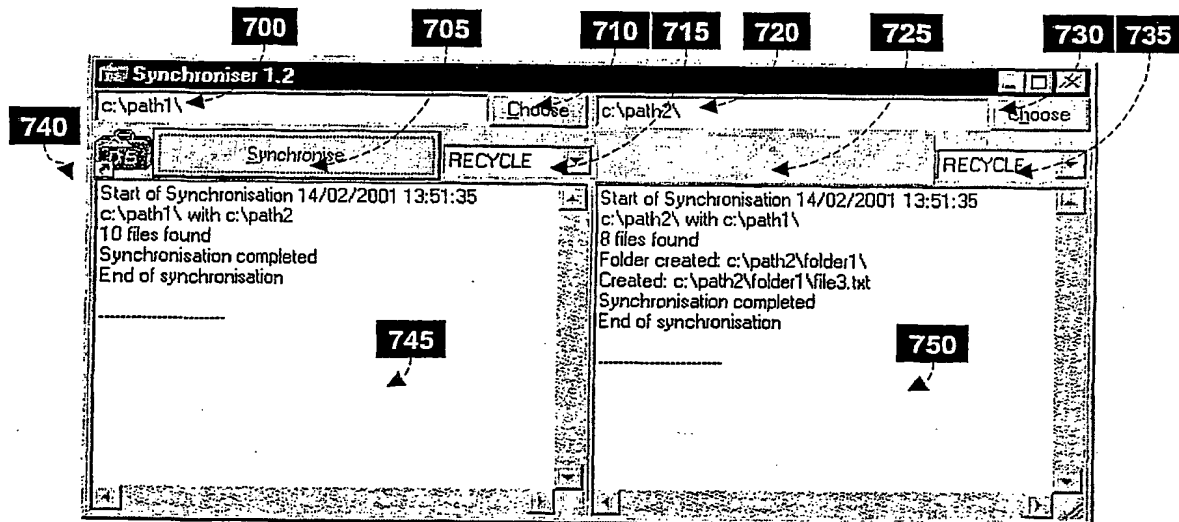 700 705 710 715 720 725 730 735
Synchroniser 1.2
c:\path1\ Choose c:\path2\ Choose
740
Synchronise RECYCLE RECYCLE
Start of Synchronisation 14/02/2001 13:51:35
c:\path1\ with c:\path2
10 files found
Synchronisation completed
End of synchronisation
--------------------
745
Start of Synchronisation 14/02/2001 13:51:35
c:\path2\ with c:\path1\
8 files found
Folder created: c:\path2\folder1\
Created: c:\path2\folder1\file3.txt
Synchronisation completed
End of synchronisation
--------------------
750